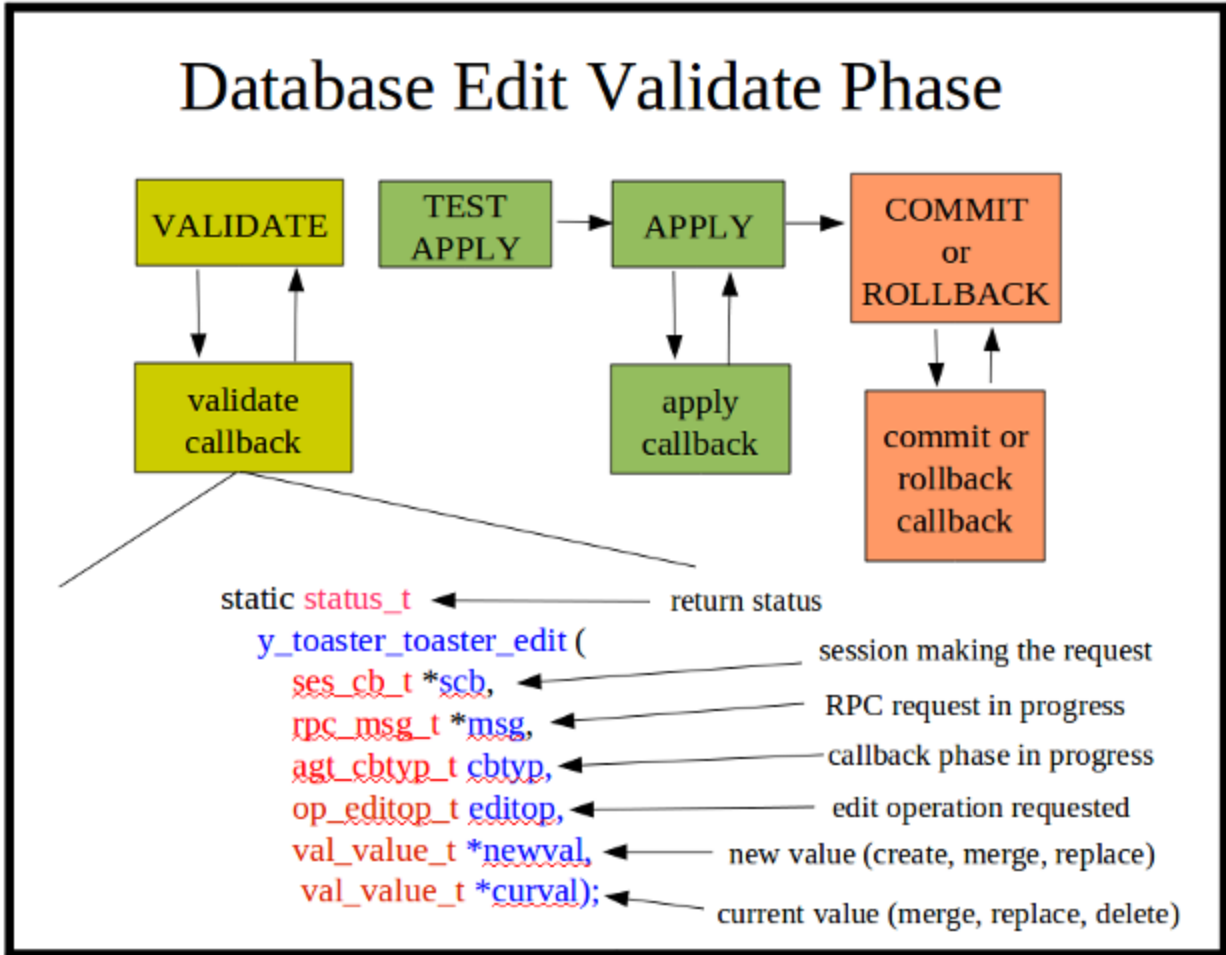 Database Edit Validate Phase
VALIDATE
TEST
APPLY
APPLY
COMMIT
or
ROLLBACK
validate
callback
apply
callback
commit or
rollback
callback
static status_t
return status
y_toaster_toaster_edit (
ses_cb_t *scb,
session making the request
rpc_msg_t *msg,
RPC request in progress
agt_cbtyp_t cbtyp,
callback phase in progress
op_editop_t editop,
edit operation requested
val_value_t *newval,
new value (create, merge, replace)
val_value_t *curval);
current value (merge, replace, delete)